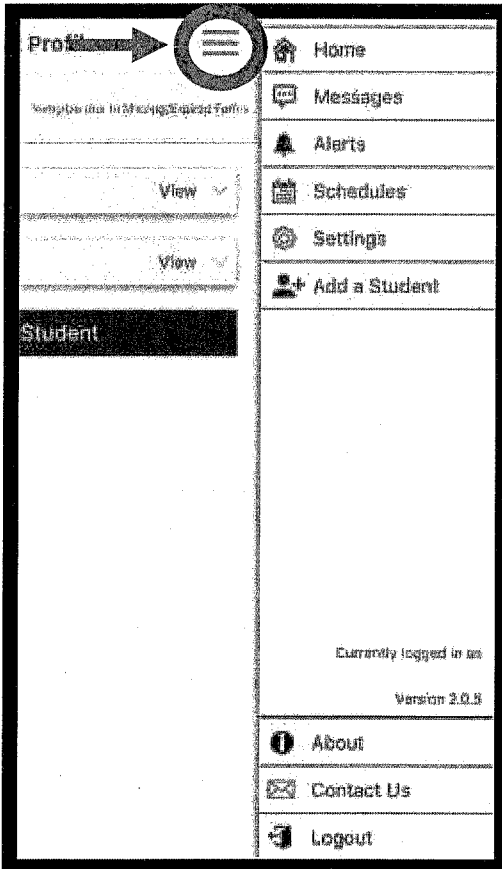 Profile
View
View
Student
Home
Messages
Alerts
Schedules
Settings
Add a Student
Currently logged in as
Version 2.0.5
About
Contact Us
Logout